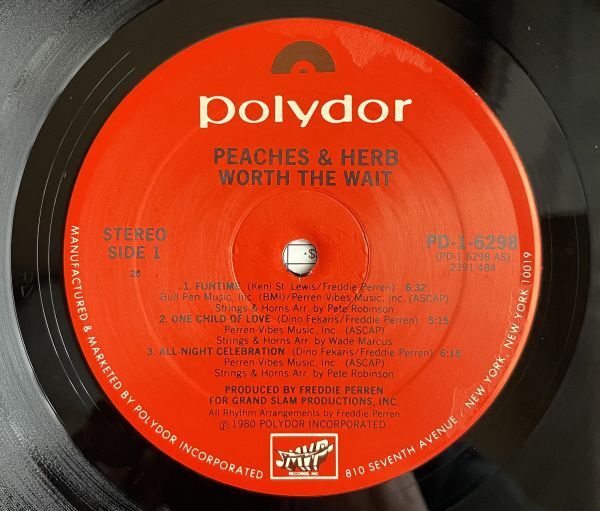 polydor
PEACHES & HERB
WORTH THE WAIT
STEREO
SIDE 1
26
PD-1-6298
(PD-1-6298-AS)
2391 484
$
1. FUNTIME (Keni St. Lewis/Freddie Perren) 6:32
Bull Pen Music, Inc. (BMI)/Perren-Vibes Music, Inc. (ASCAP)
Strings & Horns Arr. by Pete Robinson
2. ONE CHILD OF LOVE (Dino Fekaris/Freddie Perren) 5:15
Perren-Vibes Music, Inc. (ASCAP)
Strings & Horns Arr. by Wade Marcus
3. ALL-NIGHT CELEBRATION (Dino Fekaris/Freddie Perren) 6:18
Perren-Vibes Music, Inc. (ASCAP)
Strings & Horns Arr. by Pete Robinson
PRODUCED BY FREDDIE PERREN
FOR GRAND SLAM PRODUCTIONS, INC.
All Rhythm Arrangements by Freddie Perren
℗ 1980 POLYDOR INCORPORATED
MVP
RECORDS, INC.
MANUFACTURED & MARKETED BY POLYDOR INCORPORATED
810 SEVENTH AVENUE, NEW YORK, NEW YORK 10019